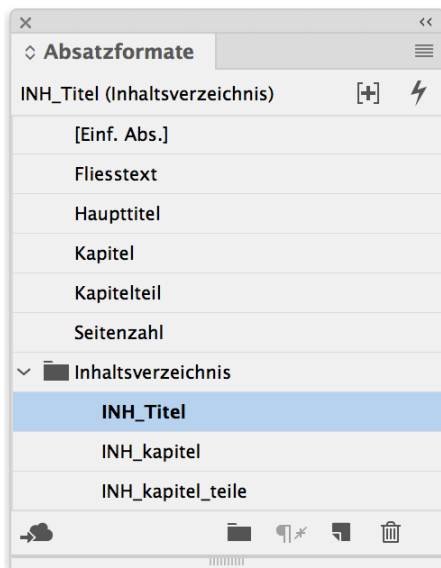 Absatzformate
INH_Titel (Inhaltsverzeichnis)
[Einf. Abs.]
Fliesstext
Haupttitel
Kapitel
Kapitelteil
Seitenzahl
Inhaltsverzeichnis
INH_Titel
INH_kapitel
INH_kapitel_teile